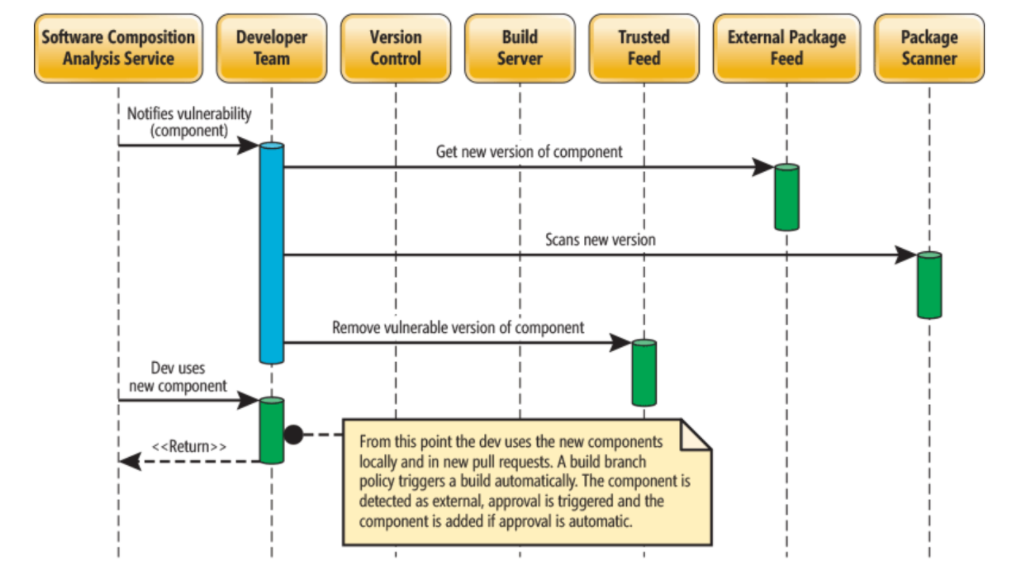 Software Composition
Analysis Service
Developer
Team
Version
Control
Build
Server
Trusted
Feed
External Package
Feed
Package
Scanner
Notifies vulnerability
(component)
Get new version of component
Scans new version
Remove vulnerable version of component
Dev uses
new component
<<Return>>
From this point the dev uses the new components
locally and in new pull requests. A build branch
policy triggers a build automatically. The component is
detected as external, approval is triggered and the
component is added if approval is automatic.